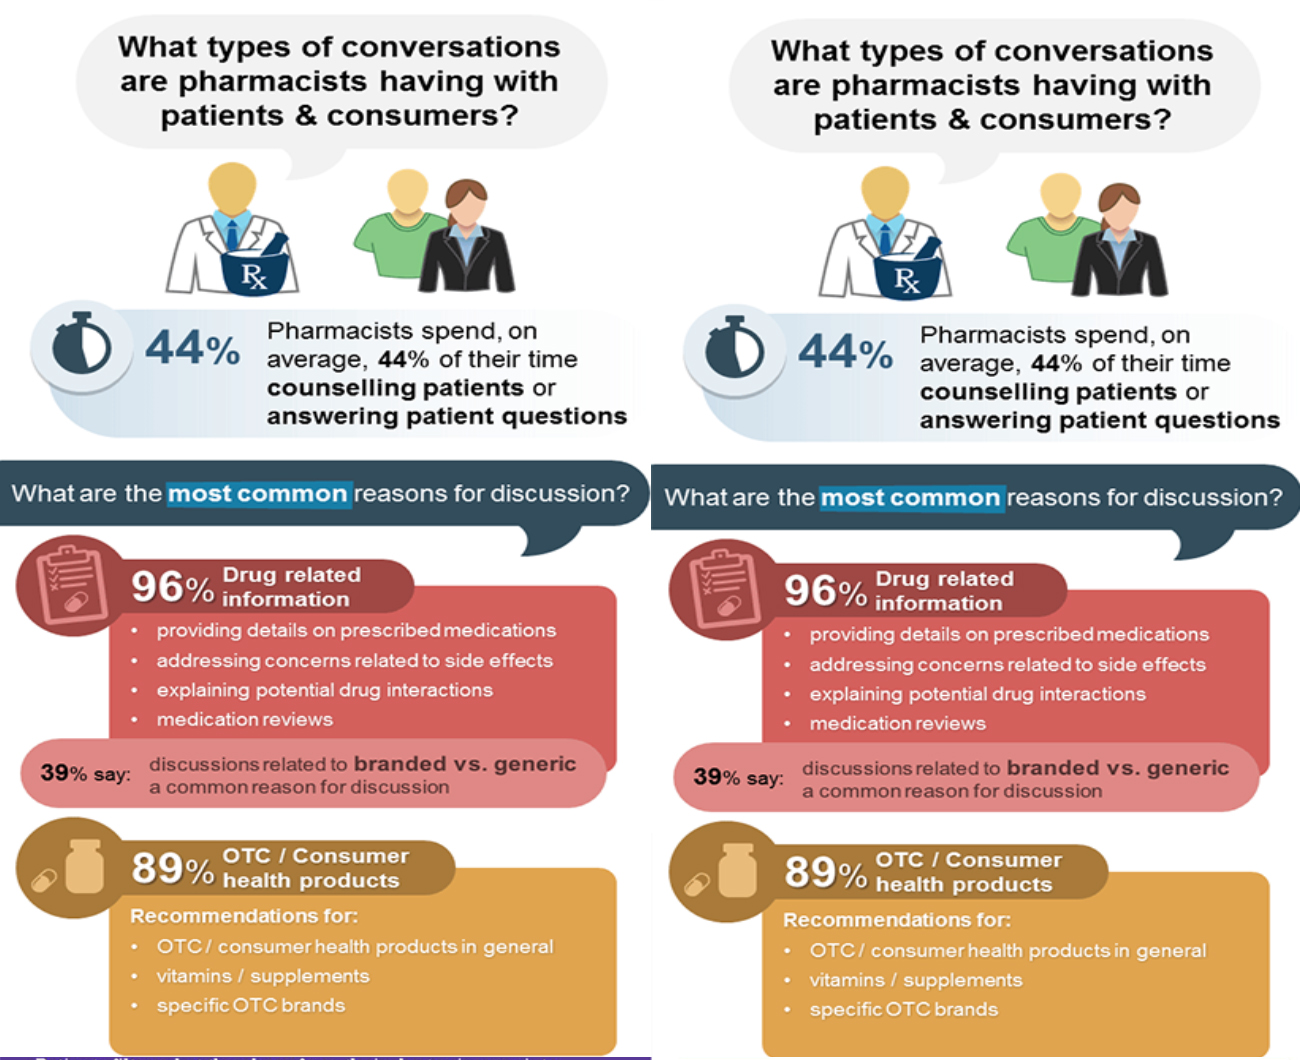 What types of conversations
are pharmacists having with
patients & consumers?
Rx
44%
Pharmacists spend, on
average, 44% of their time
counselling patients or
answering patient questions
What are the most common reasons for discussion?
96% Drug related
information
• providing details on prescribed medications
• addressing concerns related to side effects
• explaining potential drug interactions
• medication reviews
39% say:
discussions related to branded vs. generic
a common reason for discussion
89% OTC / Consumer
health products
Recommendations for:
• OTC / consumer health products in general
• vitamins / supplements
• specific OTC brands
What types of conversations
are pharmacists having with
patients & consumers?
Rx
44%
Pharmacists spend, on
average, 44% of their time
counselling patients or
answering patient questions
What are the most common reasons for discussion?
96% Drug related
information
• providing details on prescribed medications
• addressing concerns related to side effects
• explaining potential drug interactions
• medication reviews
39% say:
discussions related to branded vs. generic
a common reason for discussion
89% OTC / Consumer
health products
Recommendations for:
• OTC / consumer health products in general
• vitamins / supplements
• specific OTC brands